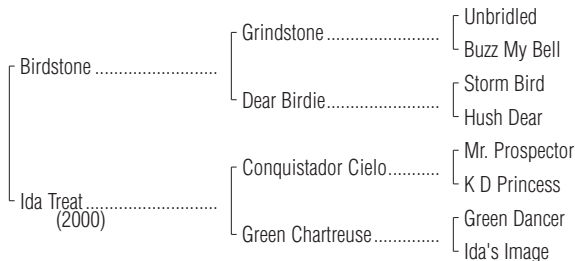 Unbridled
Grindstone ........................
Buzz My Bell
Birdstone ..........................
Storm Bird
Dear Birdie........................
Hush Dear
Mr. Prospector
Conquistador Cielo...........
K D Princess
Ida Treat............................
(2000)
Green Dancer
Green Chartreuse..............
Ida's Image